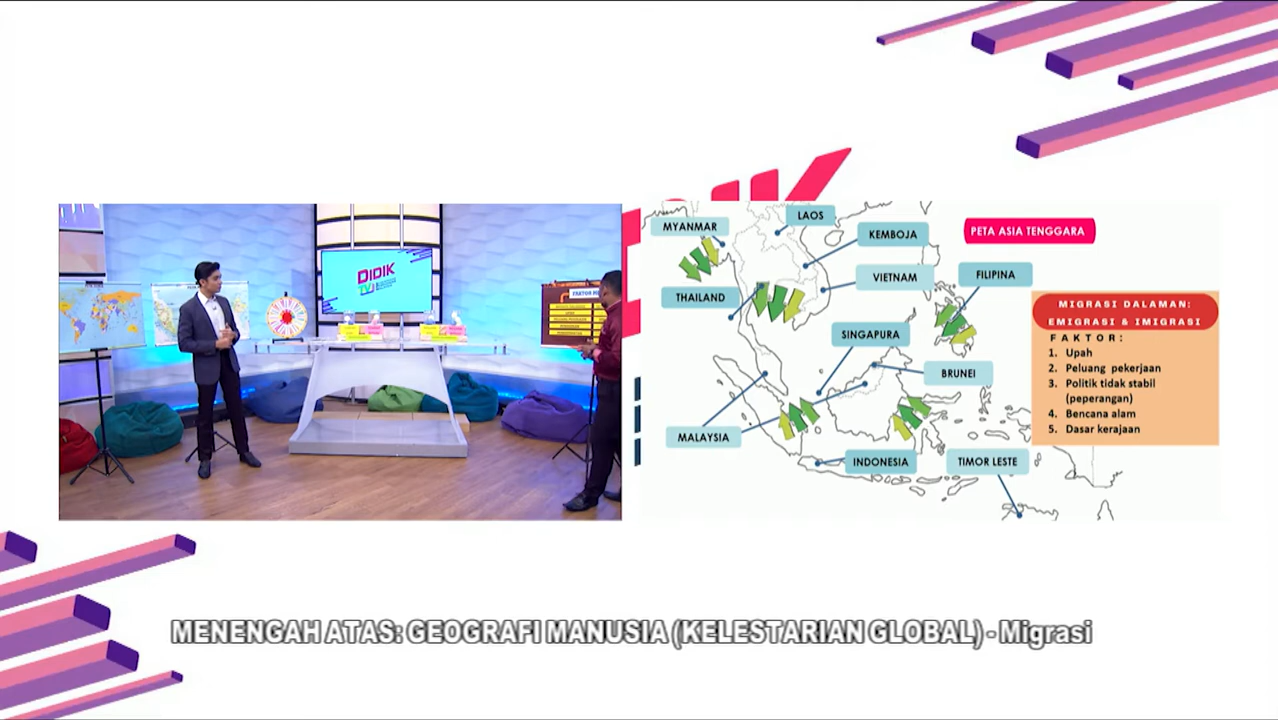 DIDIK
TV
FAKTOR
MYANMAR
LAOS
KEMBOJA
PETA ASIA TENGGARA
THAILAND
VIETNAM
FILIPINA
SINGAPURA
BRUNEI
MALAYSIA
INDONESIA
TIMOR LESTE
MIGRASI DALAMAN:
EMIGRASI & IMIGRASI
FAKTOR:
1. Upah
2. Peluang pekerjaan
3. Politik tidak stabil
(peperangan)
4. Bencana alam
5. Dasar kerajaan
MENENGAH ATAS: GEOGRAFI MANUSIA (KELESTARIAN GLOBAL) - Migrasi